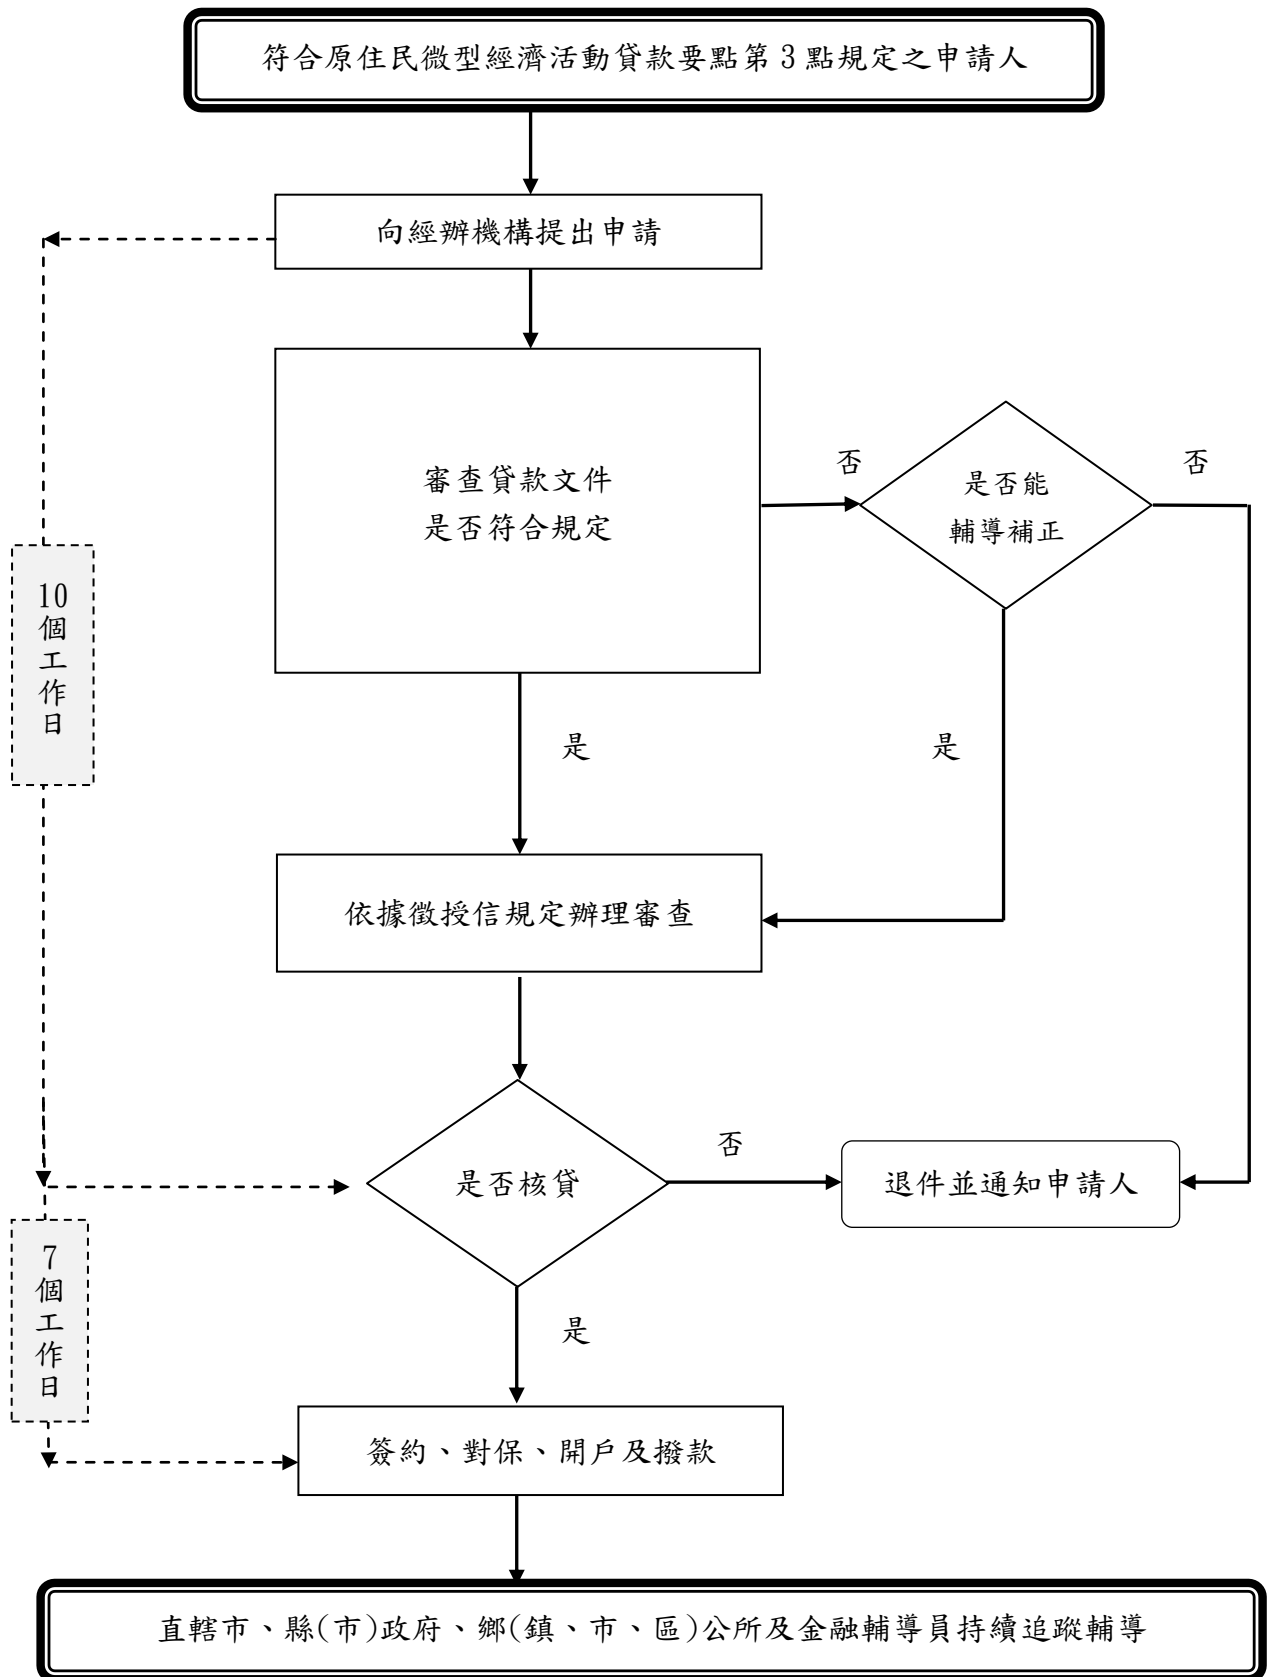 符合原住民微型經濟活動貸款要點第3點規定之申請人
向經辦機構提出申請
審查貸款文件
是否符合規定
否
是否能
輔導補正
否
10
個
工
作
日
是
是
依據徵授信規定辦理審查
是否核貸
否
退件並通知申請人
7
個
工
作
日
是
簽約、對保、開戶及撥款
直轄市、縣(市)政府、鄉(鎮、市、區)公所及金融輔導員持續追蹤輔導